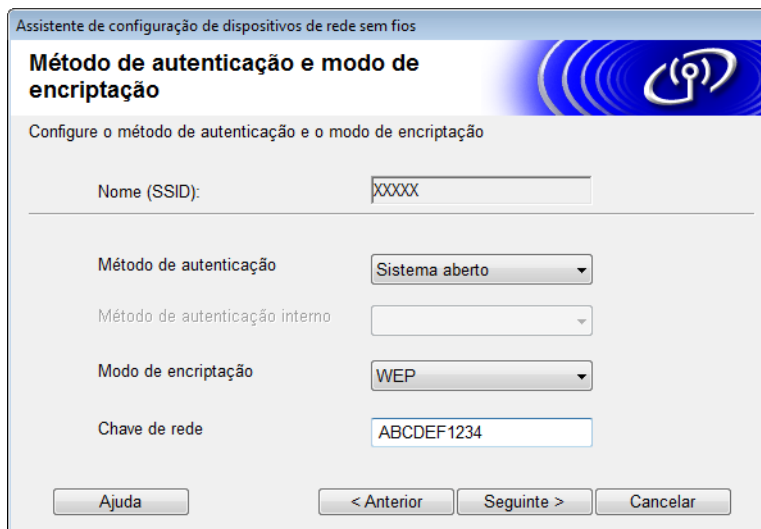 Assistente de configuração de dispositivos de rede sem fios
Método de autenticação e modo de
encriptação
Configure o método de autenticação e o modo de encriptação
Nome (SSID): XXXXX
Método de autenticação Sistema aberto
Método de autenticação interno
Modo de encriptação WEP
Chave de rede ABCDEF1234
Ajuda < Anterior Seguinte > Cancelar